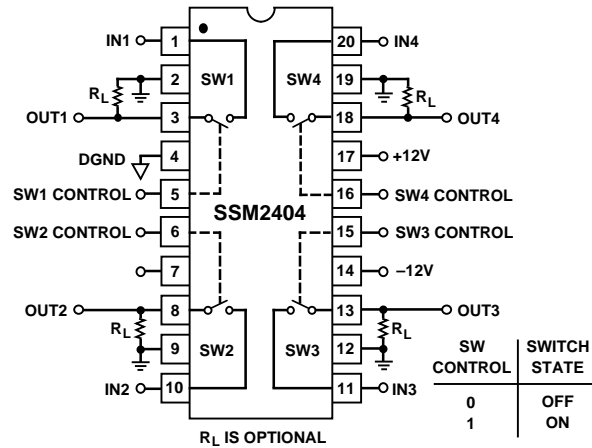 IN1 1 20 IN4
2 SW1 SW4 19
RL RL
OUT1 3 18 OUT4
DGND 4 17 +12V
SW1 CONTROL 5 16 SW4 CONTROL
SSM2404
SW2 CONTROL 6 15 SW3 CONTROL
7 14 –12V
OUT2 8 13 OUT3
RL RL
9 SW2 SW3 12
IN2 10 11 IN3
RL IS OPTIONAL
SW CONTROL SWITCH STATE
0 OFF
1 ON